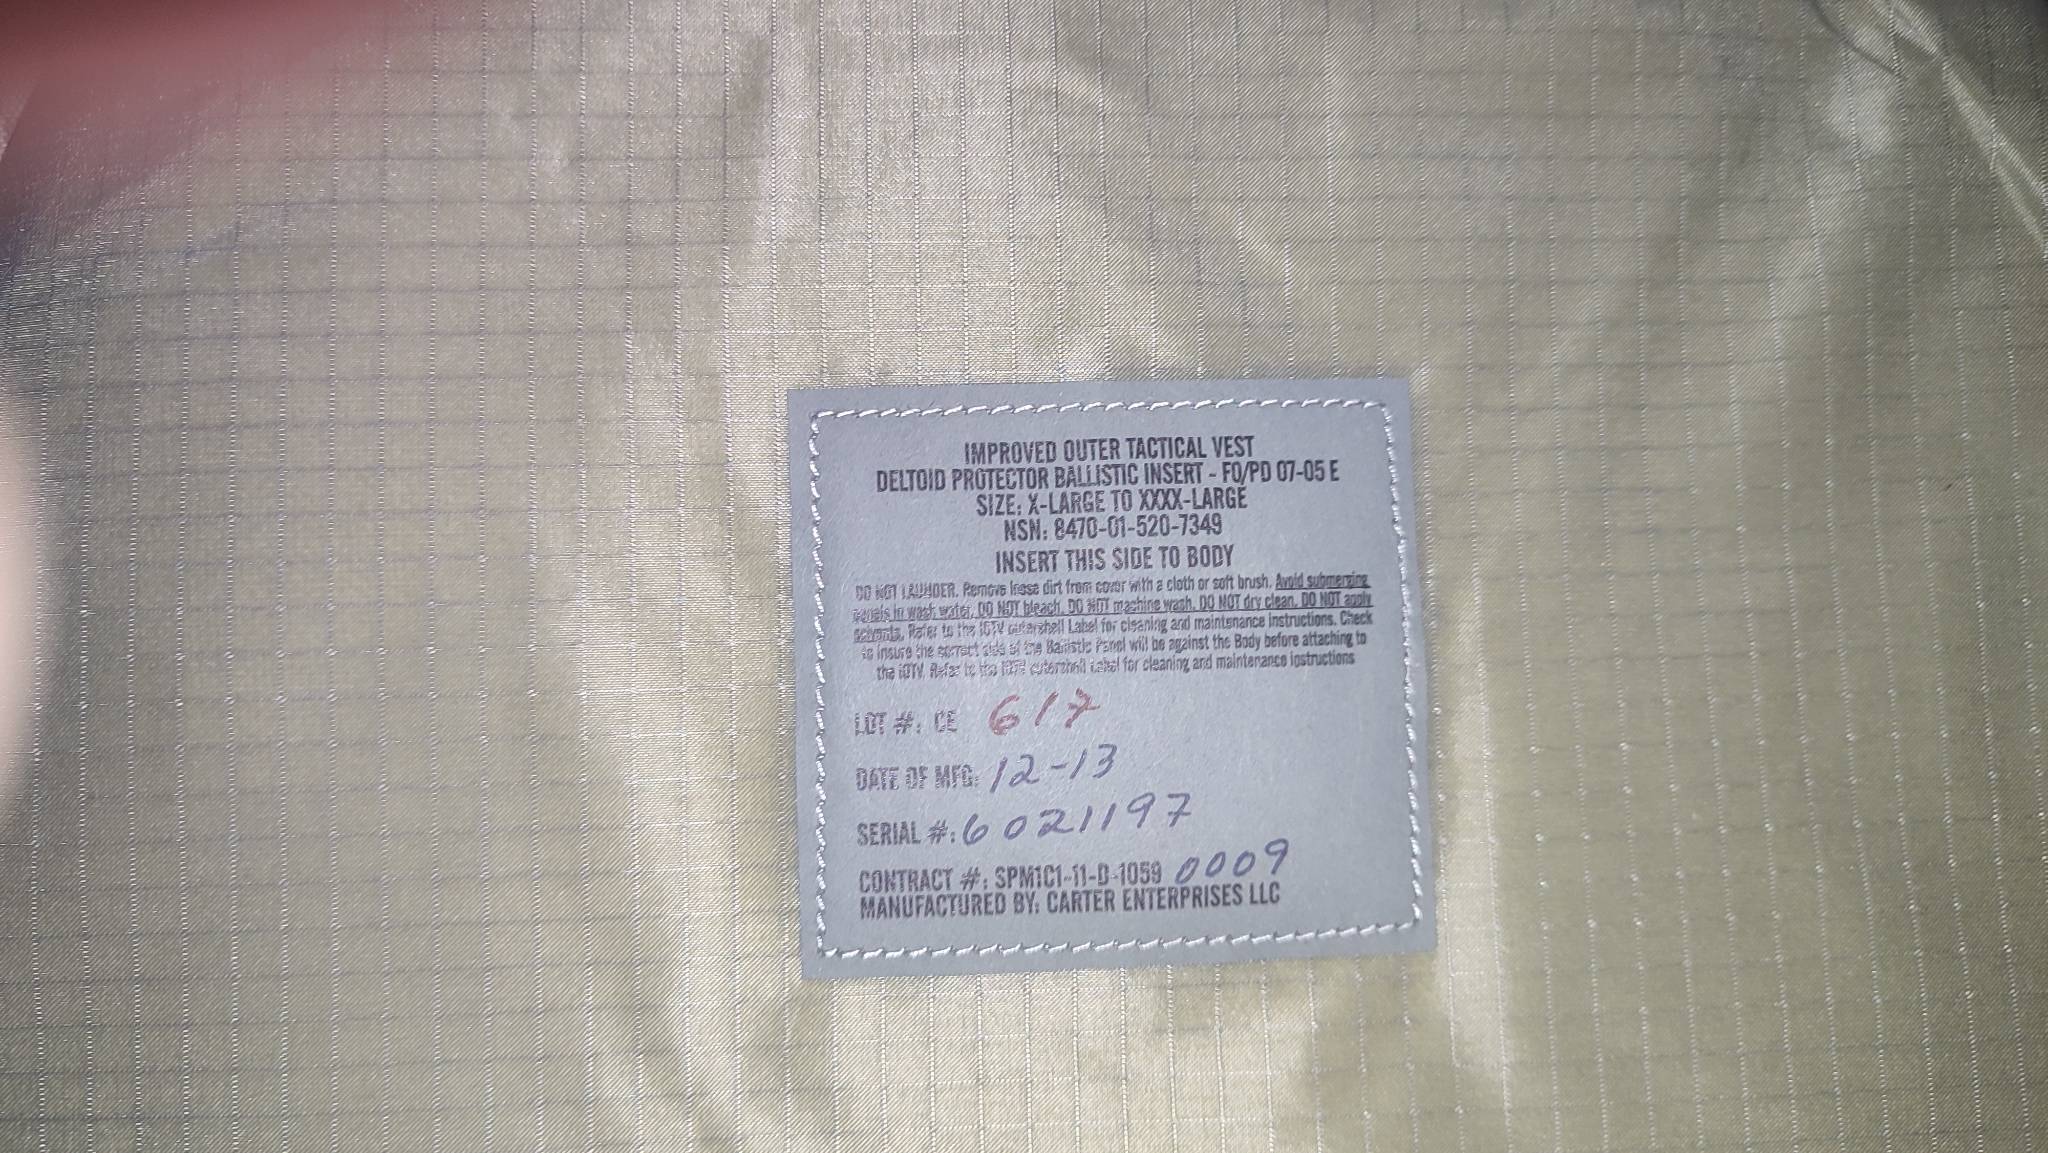 IMPROVED OUTER TACTICAL VEST
DELTOID PROTECTOR BALLISTIC INSERT - FQ/PD 07-05 E
SIZE: X-LARGE TO XXXX-LARGE
NSN: 8470-01-520-7349
INSERT THIS SIDE TO BODY
DO NOT LAUNDER. Remove loose dirt from cover with a cloth or soft brush. Avoid submerging
panels in wash water. DO NOT bleach. DO NOT machine wash. DO NOT dry clean. DO NOT apply
solvents. Refer to the IOTV outershell Label for cleaning and maintenance instructions. Check
to insure the correct side of the Ballistic Panel will be against the Body before attaching to
the IOTV. Refer to the IOTV outershell Label for cleaning and maintenance instructions
LOT #: CE 617
DATE OF MFG: 12-13
SERIAL #: 6021197
CONTRACT #: SPM1C1-11-D-1059 0009
MANUFACTURED BY: CARTER ENTERPRISES LLC